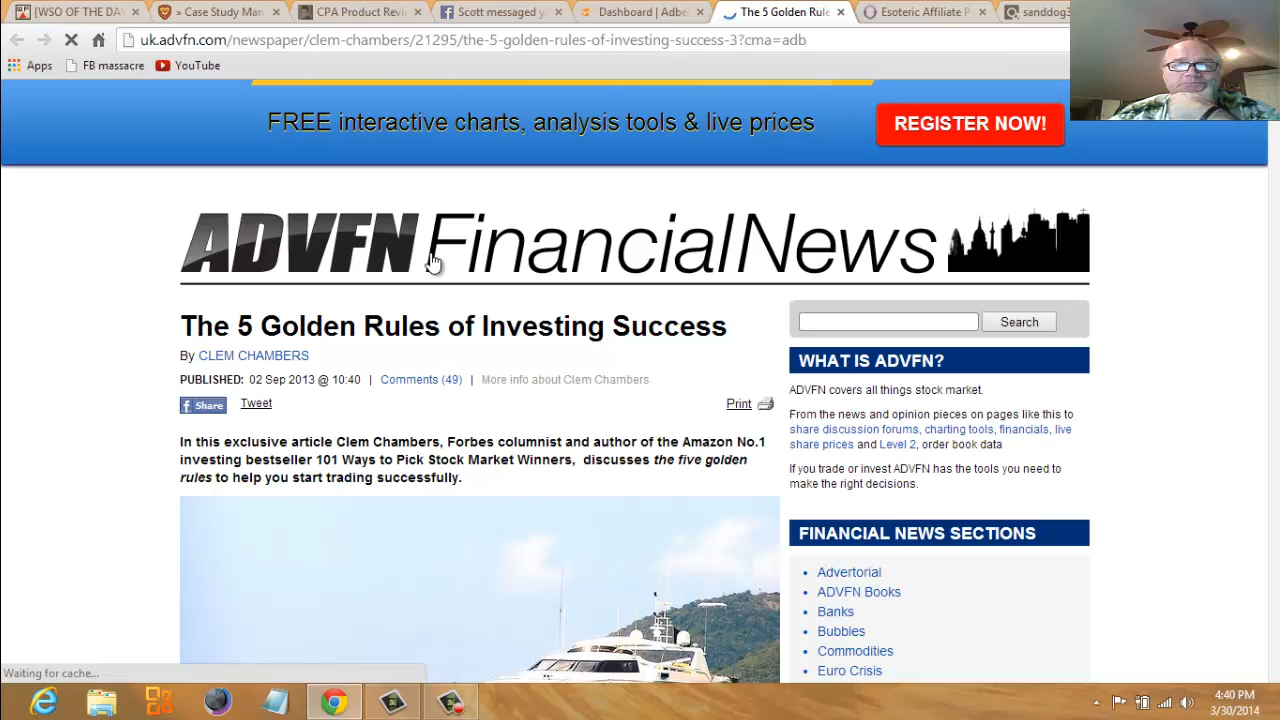 [WSO OF THE DA
» Case Study Man
CPA Product Revi
Scott messaged y
Dashboard | Adbe
The 5 Golden Rule
Esoteric Affiliate P
sanddog3
uk.advfn.com/newspaper/clem-chambers/21295/the-5-golden-rules-of-investing-success-3?cma=adb
Apps FB massacre YouTube
FREE interactive charts, analysis tools & live prices
REGISTER NOW!
ADVFN FinancialNews
The 5 Golden Rules of Investing Success
By CLEM CHAMBERS
PUBLISHED: 02 Sep 2013 @ 10:40 | Comments (49) | More info about Clem Chambers
Share Tweet
Print
In this exclusive article Clem Chambers, Forbes columnist and author of the Amazon No.1
investing bestseller 101 Ways to Pick Stock Market Winners, discusses the five golden
rules to help you start trading successfully.
Search
WHAT IS ADVFN?
ADVFN covers all things stock market.
From the news and opinion pieces on pages like this to
share discussion forums, charting tools, financials, live
share prices and Level 2, order book data
If you trade or invest ADVFN has the tools you need to
make the right decisions.
FINANCIAL NEWS SECTIONS
• Advertorial
• ADVFN Books
• Banks
• Bubbles
• Commodities
• Euro Crisis
Waiting for cache...
4:40 PM
3/30/2014